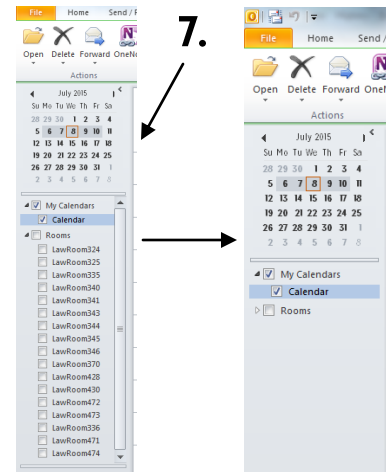 File Home Send / R
Open Delete Forward OneNo
Actions
July 2015
Su Mo Tu We Th Fr Sa
28 29 30 1 2 3 4
5 6 7 8 9 10 11
12 13 14 15 16 17 18
19 20 21 22 23 24 25
26 27 28 29 30 31 1
2 3 4 5 6 7 8
My Calendars
Calendar
Rooms
LawRoom324
LawRoom325
LawRoom335
LawRoom340
LawRoom341
LawRoom343
LawRoom344
LawRoom345
LawRoom346
LawRoom370
LawRoom428
LawRoom430
LawRoom472
LawRoom473
LawRoom336
LawRoom471
LawRoom474
7.
File Home Send /
Open Delete Forward OneN
Actions
July 2015
Su Mo Tu We Th Fr Sa
28 29 30 1 2 3 4
5 6 7 8 9 10 11
12 13 14 15 16 17 18
19 20 21 22 23 24 25
26 27 28 29 30 31 1
2 3 4 5 6 7 8
My Calendars
Calendar
Rooms